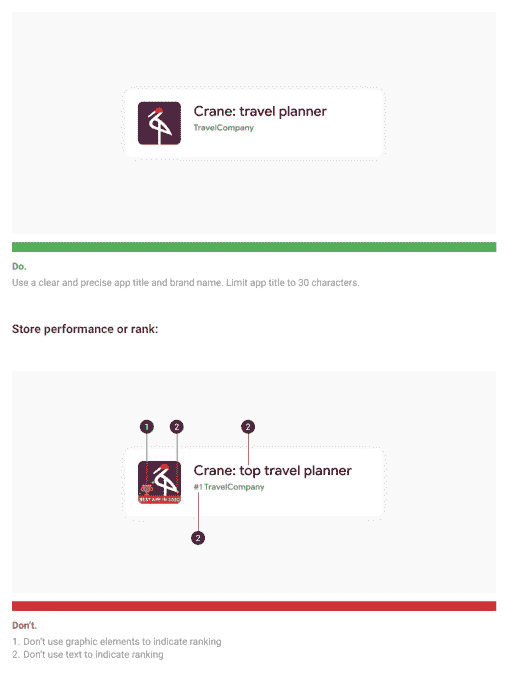 Crane: travel planner
TravelCompany
Do.
Use a clear and precise app title and brand name. Limit app title to 30 characters.
Store performance or rank:
1 2 2
Crane: top travel planner
#1 TravelCompany
BEST APP IN 2020
2
Don't.
1. Don't use graphic elements to indicate ranking
2. Don't use text to indicate ranking